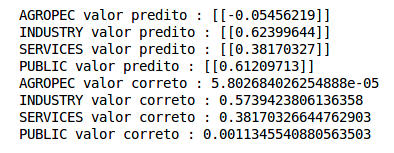 AGROPEC valor predito : [[-0.05456219]]
INDUSTRY valor predito : [[0.62399644]]
SERVICES valor predito : [[0.38170327]]
PUBLIC valor predito : [[0.61209713]]
AGROPEC valor correto : 5.802684026254888e-05
INDUSTRY valor correto : 0.5739423806136358
SERVICES valor correto : 0.38170326644762903
PUBLIC valor correto : 0.0011345540880563503